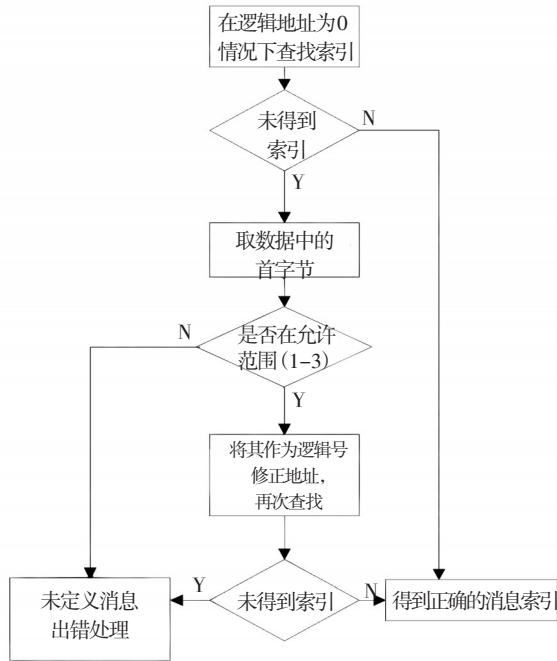 在逻辑地址为0
情况下查找索引
未得到
索引
N
Y
取数据中的
首字节
N
是否在允许
范围(1-3)
Y
将其作为逻辑号
修正地址,
再次查找
未定义消息
出错处理
Y
未得到索引
N
得到正确的消息索引